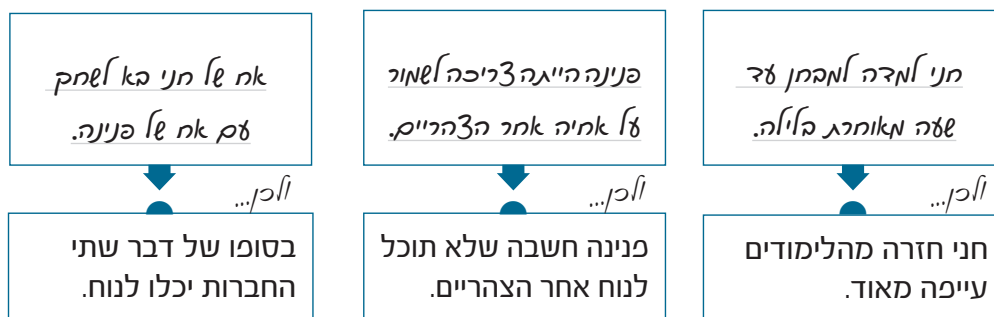 חני למדה למבחן עד
שעה מאוחרת בלילה.
ולכן...
חני חזרה מהלימודים
עייפה מאוד.
פנינה הייתה צריכה לשמור
על אחיה אחר הצהריים.
ולכן...
פנינה חשבה שלא תוכל
לנוח אחר הצהריים.
אח של חני בא לשחק
עם אח של פנינה.
ולכן...
בסופו של דבר שתי
החברות יכלו לנוח.